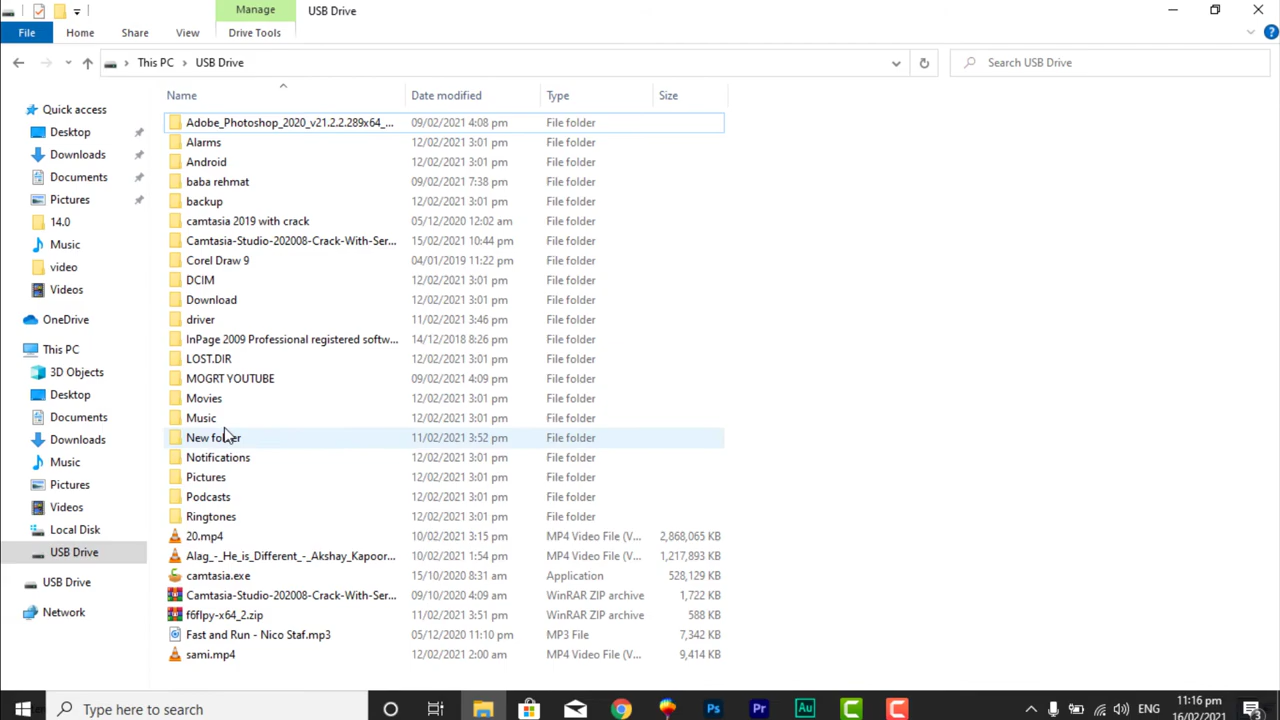 Manage
USB Drive
File
Home
Share
View
Drive Tools
This PC
USB Drive
Search USB Drive
Name
Date modified
Type
Size
Quick access
Desktop
Downloads
Documents
Pictures
14.0
Music
video
Videos
OneDrive
This PC
3D Objects
Desktop
Documents
Downloads
Music
Pictures
Videos
Local Disk
USB Drive
USB Drive
Network
Adobe_Photoshop_2020_v21.2.2.289x64_... 09/02/2021 4:08 pm File folder
Alarms 12/02/2021 3:01 pm File folder
Android 12/02/2021 3:01 pm File folder
baba rehmat 09/02/2021 7:38 pm File folder
backup 12/02/2021 3:01 pm File folder
camtasia 2019 with crack 05/12/2020 12:02 am File folder
Camtasia-Studio-202008-Crack-With-Ser... 15/02/2021 10:44 pm File folder
Corel Draw 9 04/01/2019 11:22 pm File folder
DCIM 12/02/2021 3:01 pm File folder
Download 12/02/2021 3:01 pm File folder
driver 11/02/2021 3:46 pm File folder
InPage 2009 Professional registered softw... 14/12/2018 8:26 pm File folder
LOST.DIR 12/02/2021 3:01 pm File folder
MOGRT YOUTUBE 09/02/2021 4:09 pm File folder
Movies 12/02/2021 3:01 pm File folder
Music 12/02/2021 3:01 pm File folder
New folder 11/02/2021 3:52 pm File folder
Notifications 12/02/2021 3:01 pm File folder
Pictures 12/02/2021 3:01 pm File folder
Podcasts 12/02/2021 3:01 pm File folder
Ringtones 12/02/2021 3:01 pm File folder
20.mp4 10/02/2021 3:15 pm MP4 Video File (V... 2,868,065 KB
Alag_-_He_is_Different_-_Akshay_Kapoor... 10/02/2021 1:54 pm MP4 Video File (V... 1,217,893 KB
camtasia.exe 15/10/2020 8:31 am Application 528,129 KB
Camtasia-Studio-202008-Crack-With-Ser... 09/10/2020 4:09 am WinRAR ZIP archive 1,722 KB
f6flpy-x64_2.zip 11/02/2021 3:51 pm WinRAR ZIP archive 588 KB
Fast and Run - Nico Staf.mp3 05/12/2020 11:10 pm MP3 File 7,342 KB
sami.mp4 12/02/2021 2:00 am MP4 Video File (V... 9,414 KB
Type here to search
Ps
Pr
Au
C
C
ENG
11:16 pm
16/02/2021
3